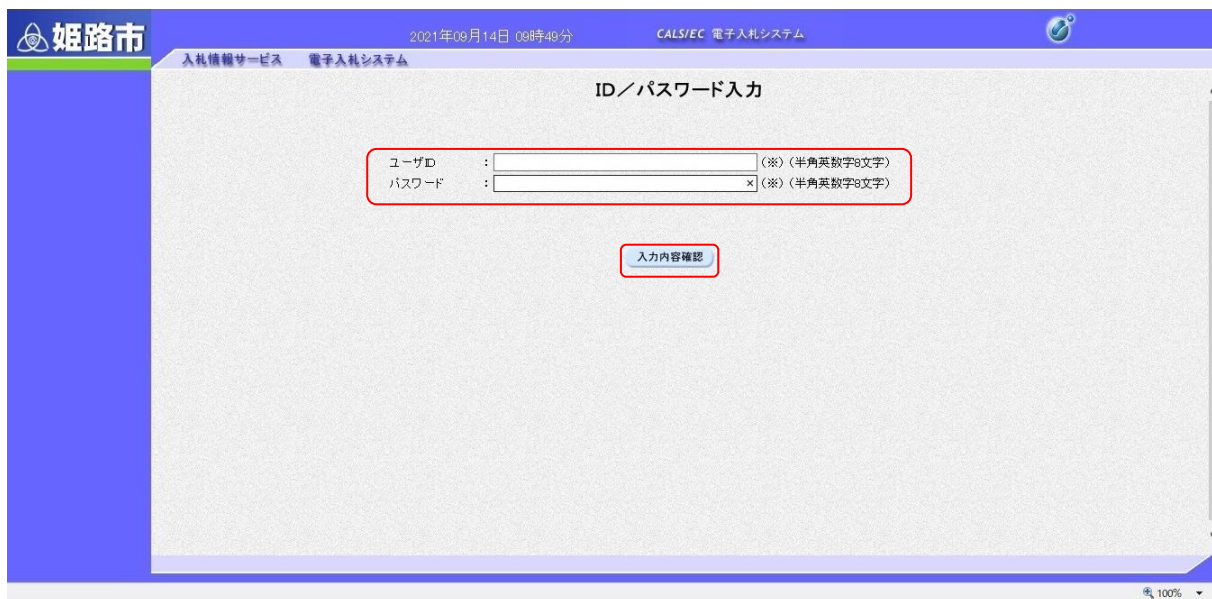 姫路市
2021年09月14日 09時49分
CALS/EC 電子入札システム
入札情報サービス 電子入札システム
ID／パスワード入力
ユーザID : (※)(半角英数字8文字)
パスワード : × (※)(半角英数字8文字)
入力内容確認
100%